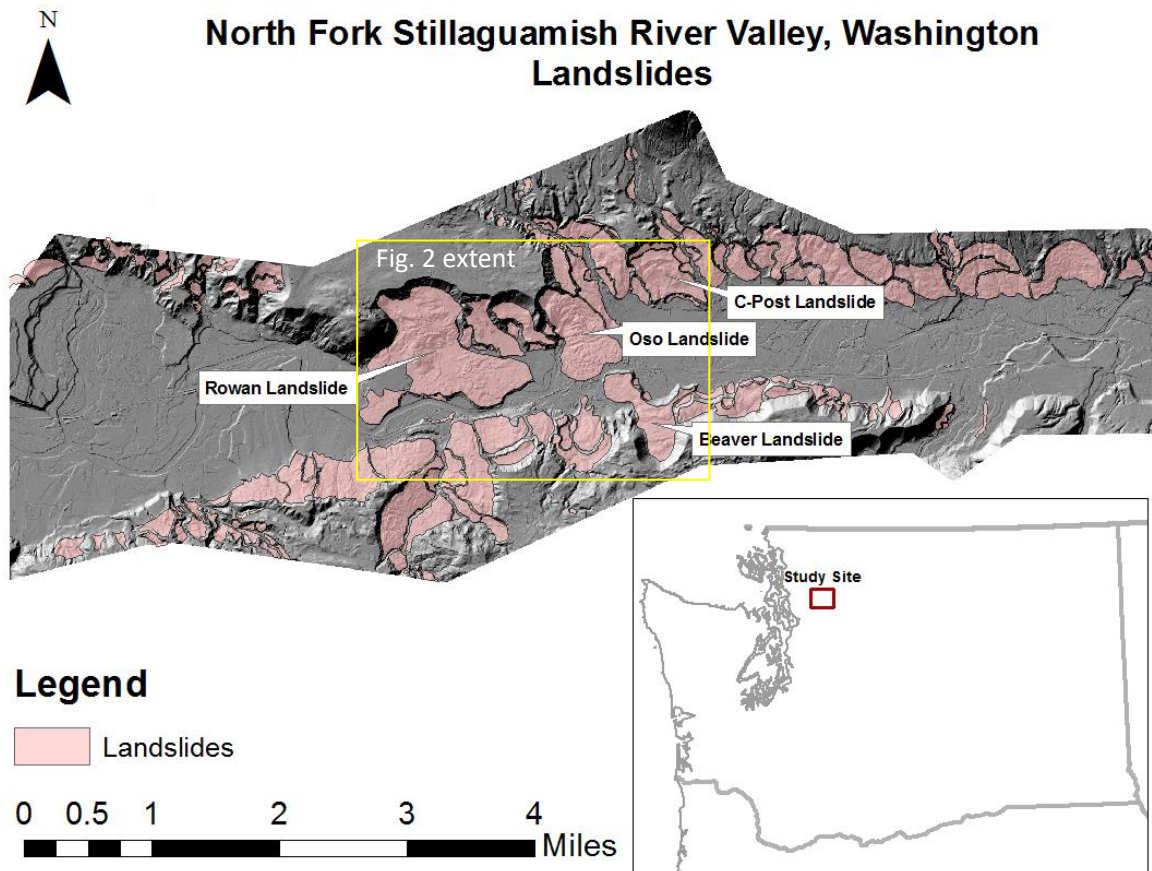 N
North Fork Stillaguamish River Valley, Washington
Landslides
Fig. 2 extent
C-Post Landslide
Oso Landslide
Rowan Landslide
Beaver Landslide
Study Site
Legend
Landslides
0 0.5 1 2 3 4
Miles